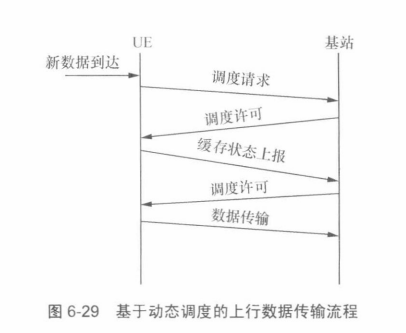 UE
基站
新数据到达
调度请求
调度许可
缓存状态上报
调度许可
数据传输
图 6-29 基于动态调度的上行数据传输流程